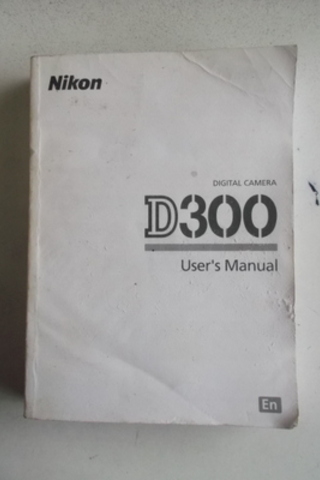 Nikon
DIGITAL CAMERA
D300
User's Manual
En